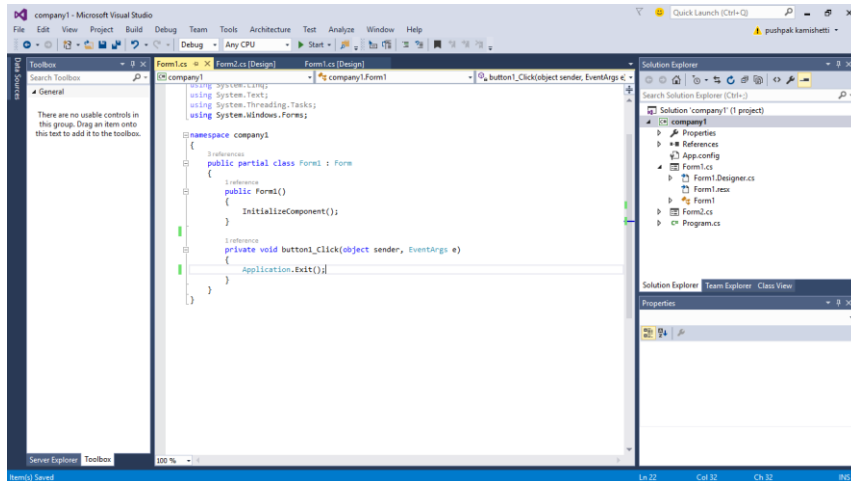 company1 - Microsoft Visual Studio
Quick Launch (Ctrl+Q)
File Edit View Project Build Debug Team Tools Architecture Test Analyze Window Help
pushpak kamishetti
Debug Any CPU Start
Data Sources
Toolbox
Search Toolbox
General
There are no usable controls in
this group. Drag an item onto
this text to add it to the toolbox.
Server Explorer Toolbox
Form1.cs Form2.cs [Design] Form1.cs [Design]
company1 company1.Form1 button1_Click(object sender, EventArgs e)
using System.Linq;
using System.Text;
using System.Threading.Tasks;
using System.Windows.Forms;
namespace company1
{
3 references
public partial class Form1 : Form
{
1 reference
public Form1()
{
InitializeComponent();
}
1 reference
private void button1_Click(object sender, EventArgs e)
{
Application.Exit();
}
}
}
100 %
Solution Explorer
Search Solution Explorer (Ctrl+;)
Solution 'company1' (1 project)
company1
Properties
References
App.config
Form1.cs
Form1.Designer.cs
Form1.resx
Form1
Form2.cs
Program.cs
Solution Explorer Team Explorer Class View
Properties
Item(s) Saved
Ln 22 Col 32 Ch 32 INS